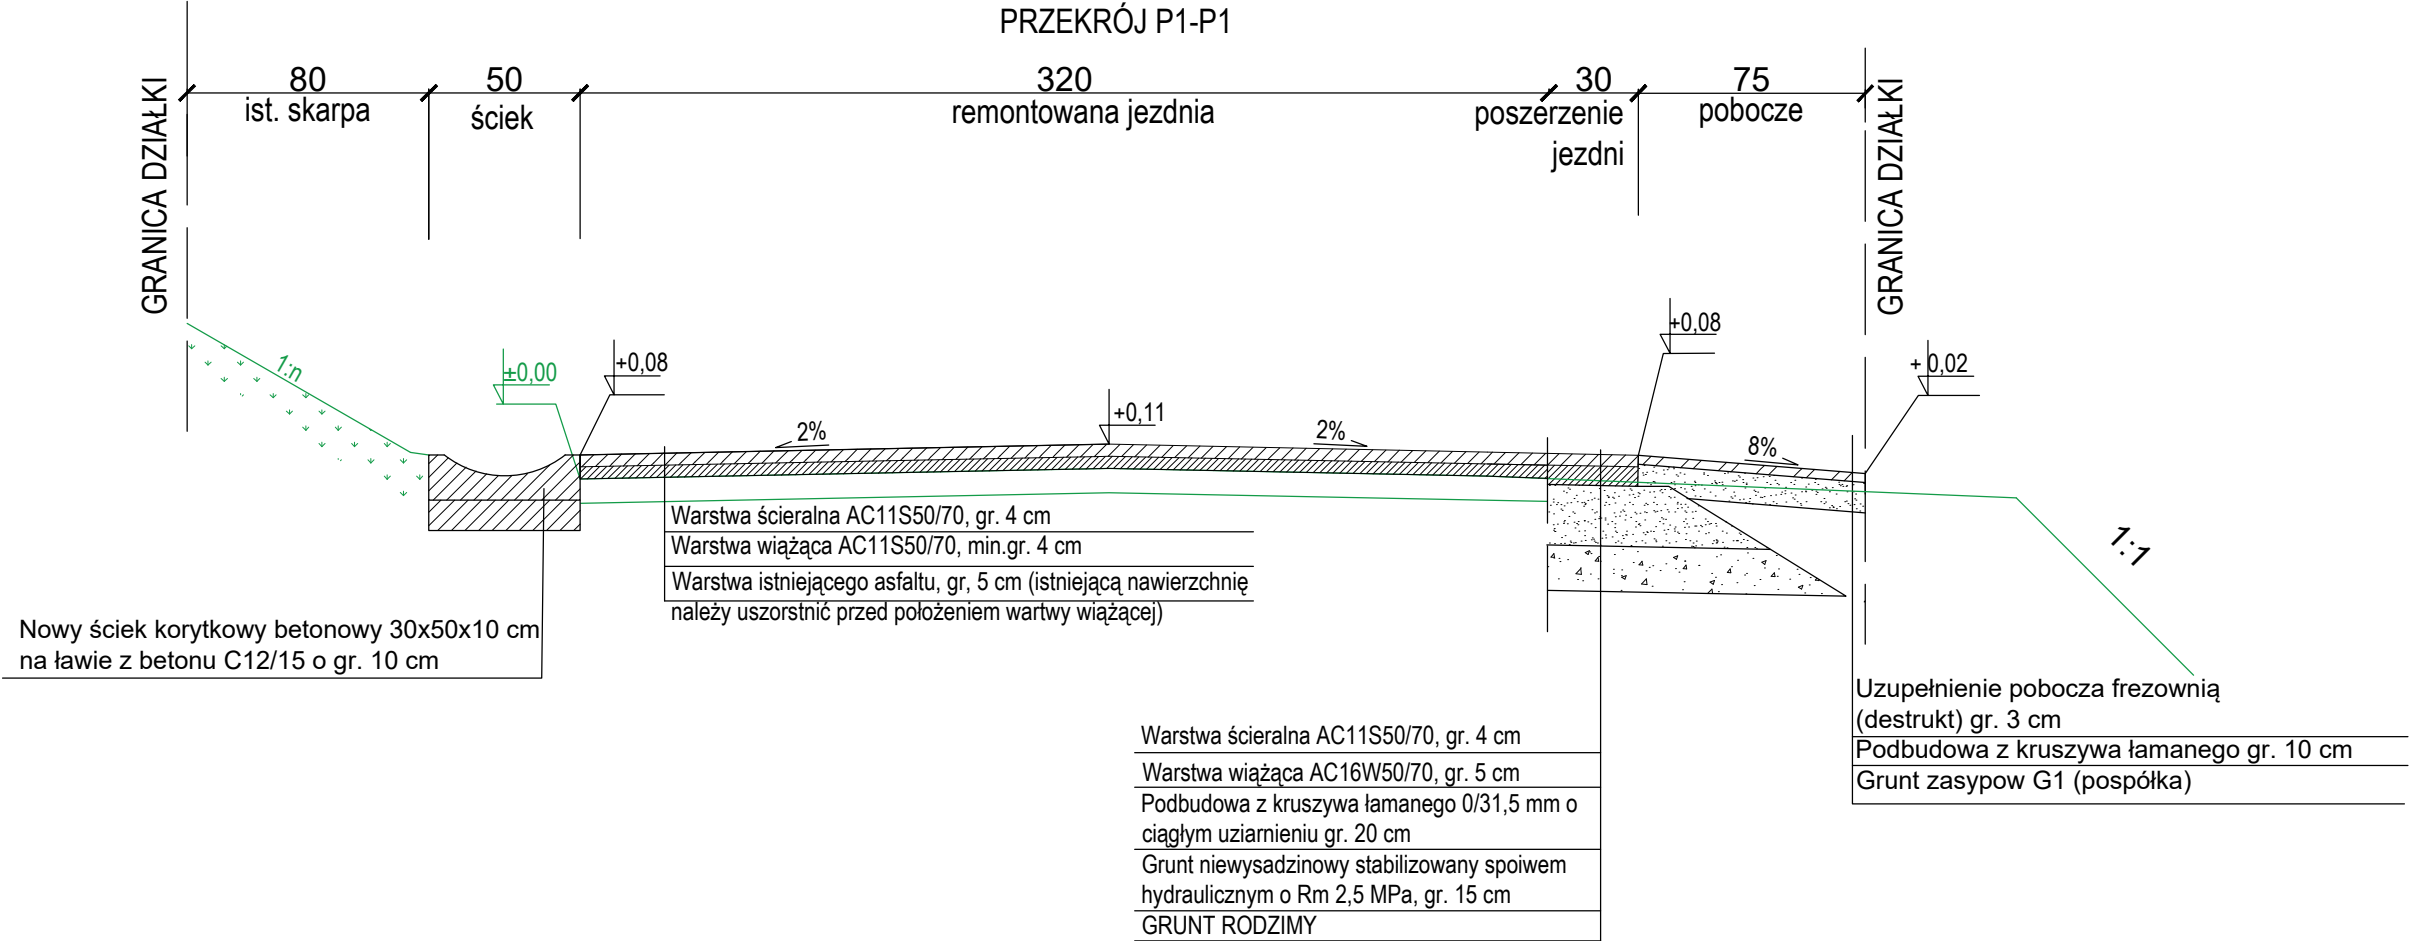 PRZEKRÓJ P1-P1
80
50
320
30
75
ist. skarpa
ściek
remontowana jezdnia
poszerzenie
jezdni
pobocze
GRANICA DZIAŁKI
GRANICA DZIAŁKI
1:n
±0,00
+0,08
+0,11
+0,08
+ 0,02
2%
2%
8%
1:1
Warstwa ścieralna AC11S50/70, gr. 4 cm
Warstwa wiążąca AC11S50/70, min.gr. 4 cm
Warstwa istniejącego asfaltu, gr, 5 cm (istniejącą nawierzchnię
należy uszorstnić przed położeniem wartwy wiążącej)
Nowy ściek korytkowy betonowy 30x50x10 cm
na ławie z betonu C12/15 o gr. 10 cm
Uzupełnienie pobocza frezownią
(destrukt) gr. 3 cm
Podbudowa z kruszywa łamanego gr. 10 cm
Grunt zasypow G1 (pospółka)
Warstwa ścieralna AC11S50/70, gr. 4 cm
Warstwa wiążąca AC16W50/70, gr. 5 cm
Podbudowa z kruszywa łamanego 0/31,5 mm o
ciągłym uziarnieniu gr. 20 cm
Grunt niewysadzinowy stabilizowany spoiwem
hydraulicznym o Rm 2,5 MPa, gr. 15 cm
GRUNT RODZIMY